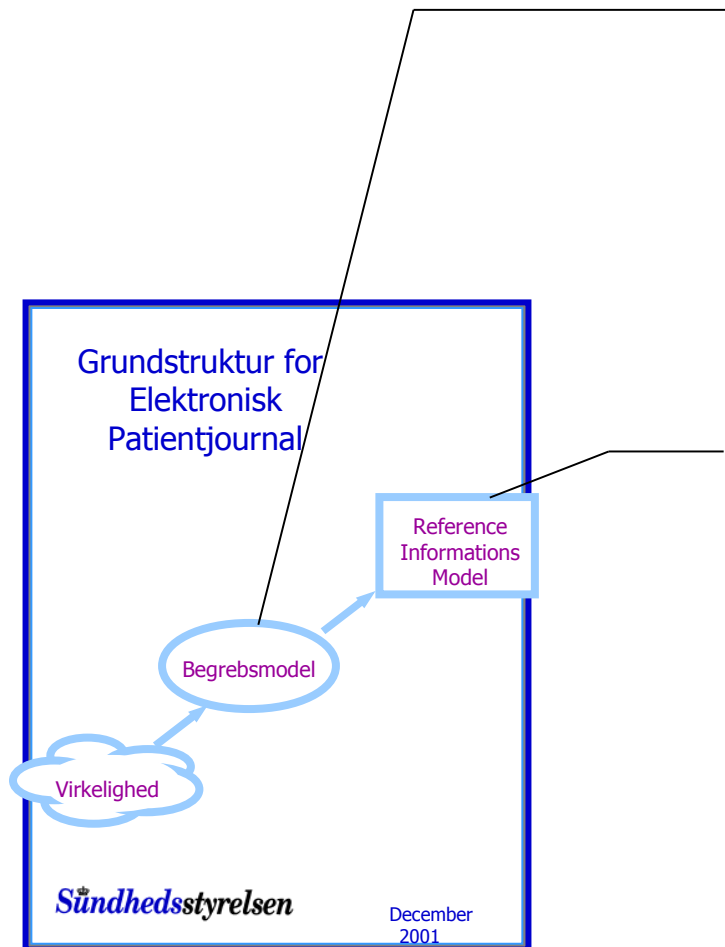 Grundstruktur for
Elektronisk
Patientjournal
Reference
Informations
Model
Begrebsmodel
Virkelighed
Sundhedsstyrelsen
December
2001